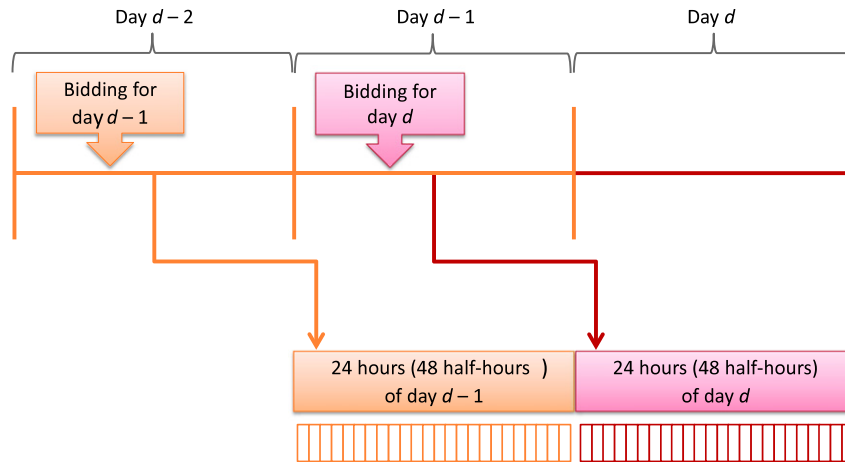 Day d – 2
Day d – 1
Day d
Bidding for
day d – 1
Bidding for
day d
24 hours (48 half-hours )
of day d – 1
24 hours (48 half-hours)
of day d